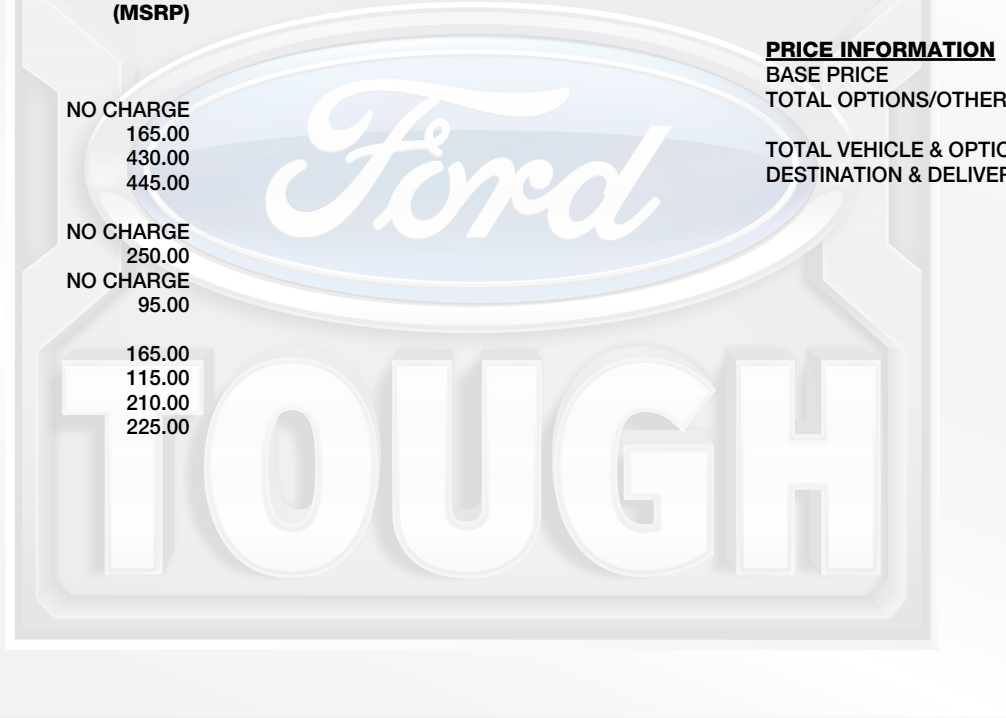 (MSRP)
NO CHARGE
165.00
430.00
445.00
NO CHARGE
250.00
NO CHARGE
95.00
165.00
115.00
210.00
225.00
PRICE INFORMATION
BASE PRICE
TOTAL OPTIONS/OTHER
TOTAL VEHICLE & OPTIO
DESTINATION & DELIVER
Ford
TOUGH